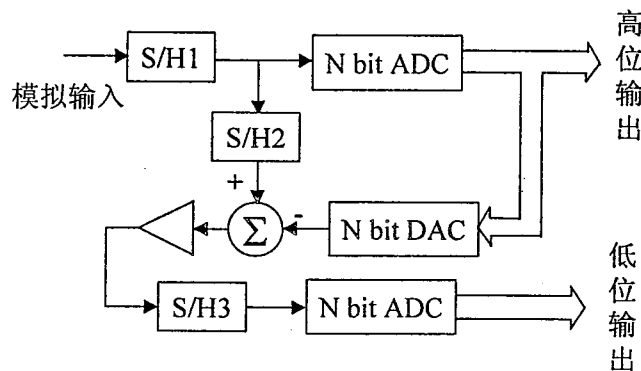 模拟输入
S/H1
N bit ADC
高位输出
S/H2
+
Σ
-
N bit DAC
S/H3
N bit ADC
低位输出